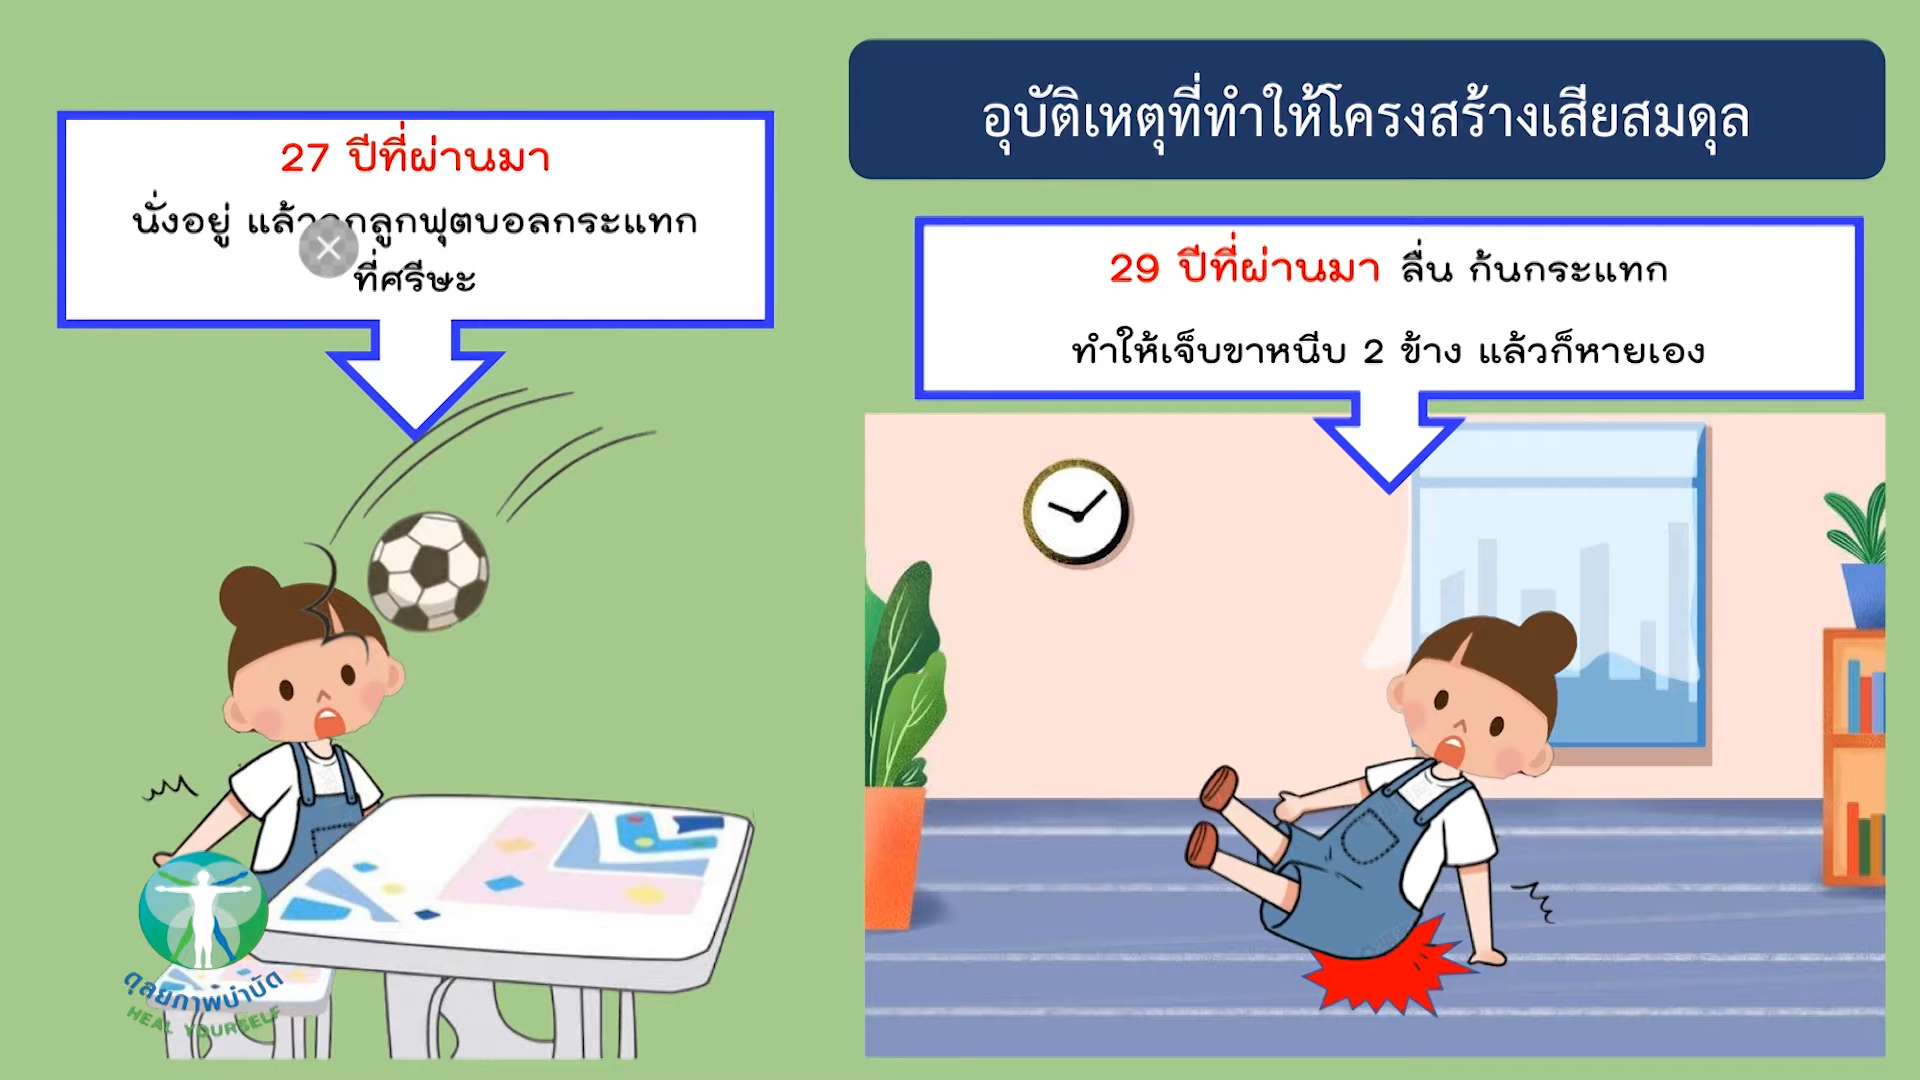 อุบัติเหตุที่ทำให้โครงสร้างเสียสมดุล
27 ปีที่ผ่านมา
นั่งอยู่ แล้วถูกลูกฟุตบอลกระแทก
ที่ศรีษะ
29 ปีที่ผ่านมา ลื่น ก้นกระแทก
ทำให้เจ็บขาหนีบ 2 ข้าง แล้วก็หายเอง
ดุลยภาพบำบัด
HEAL YOURSELF